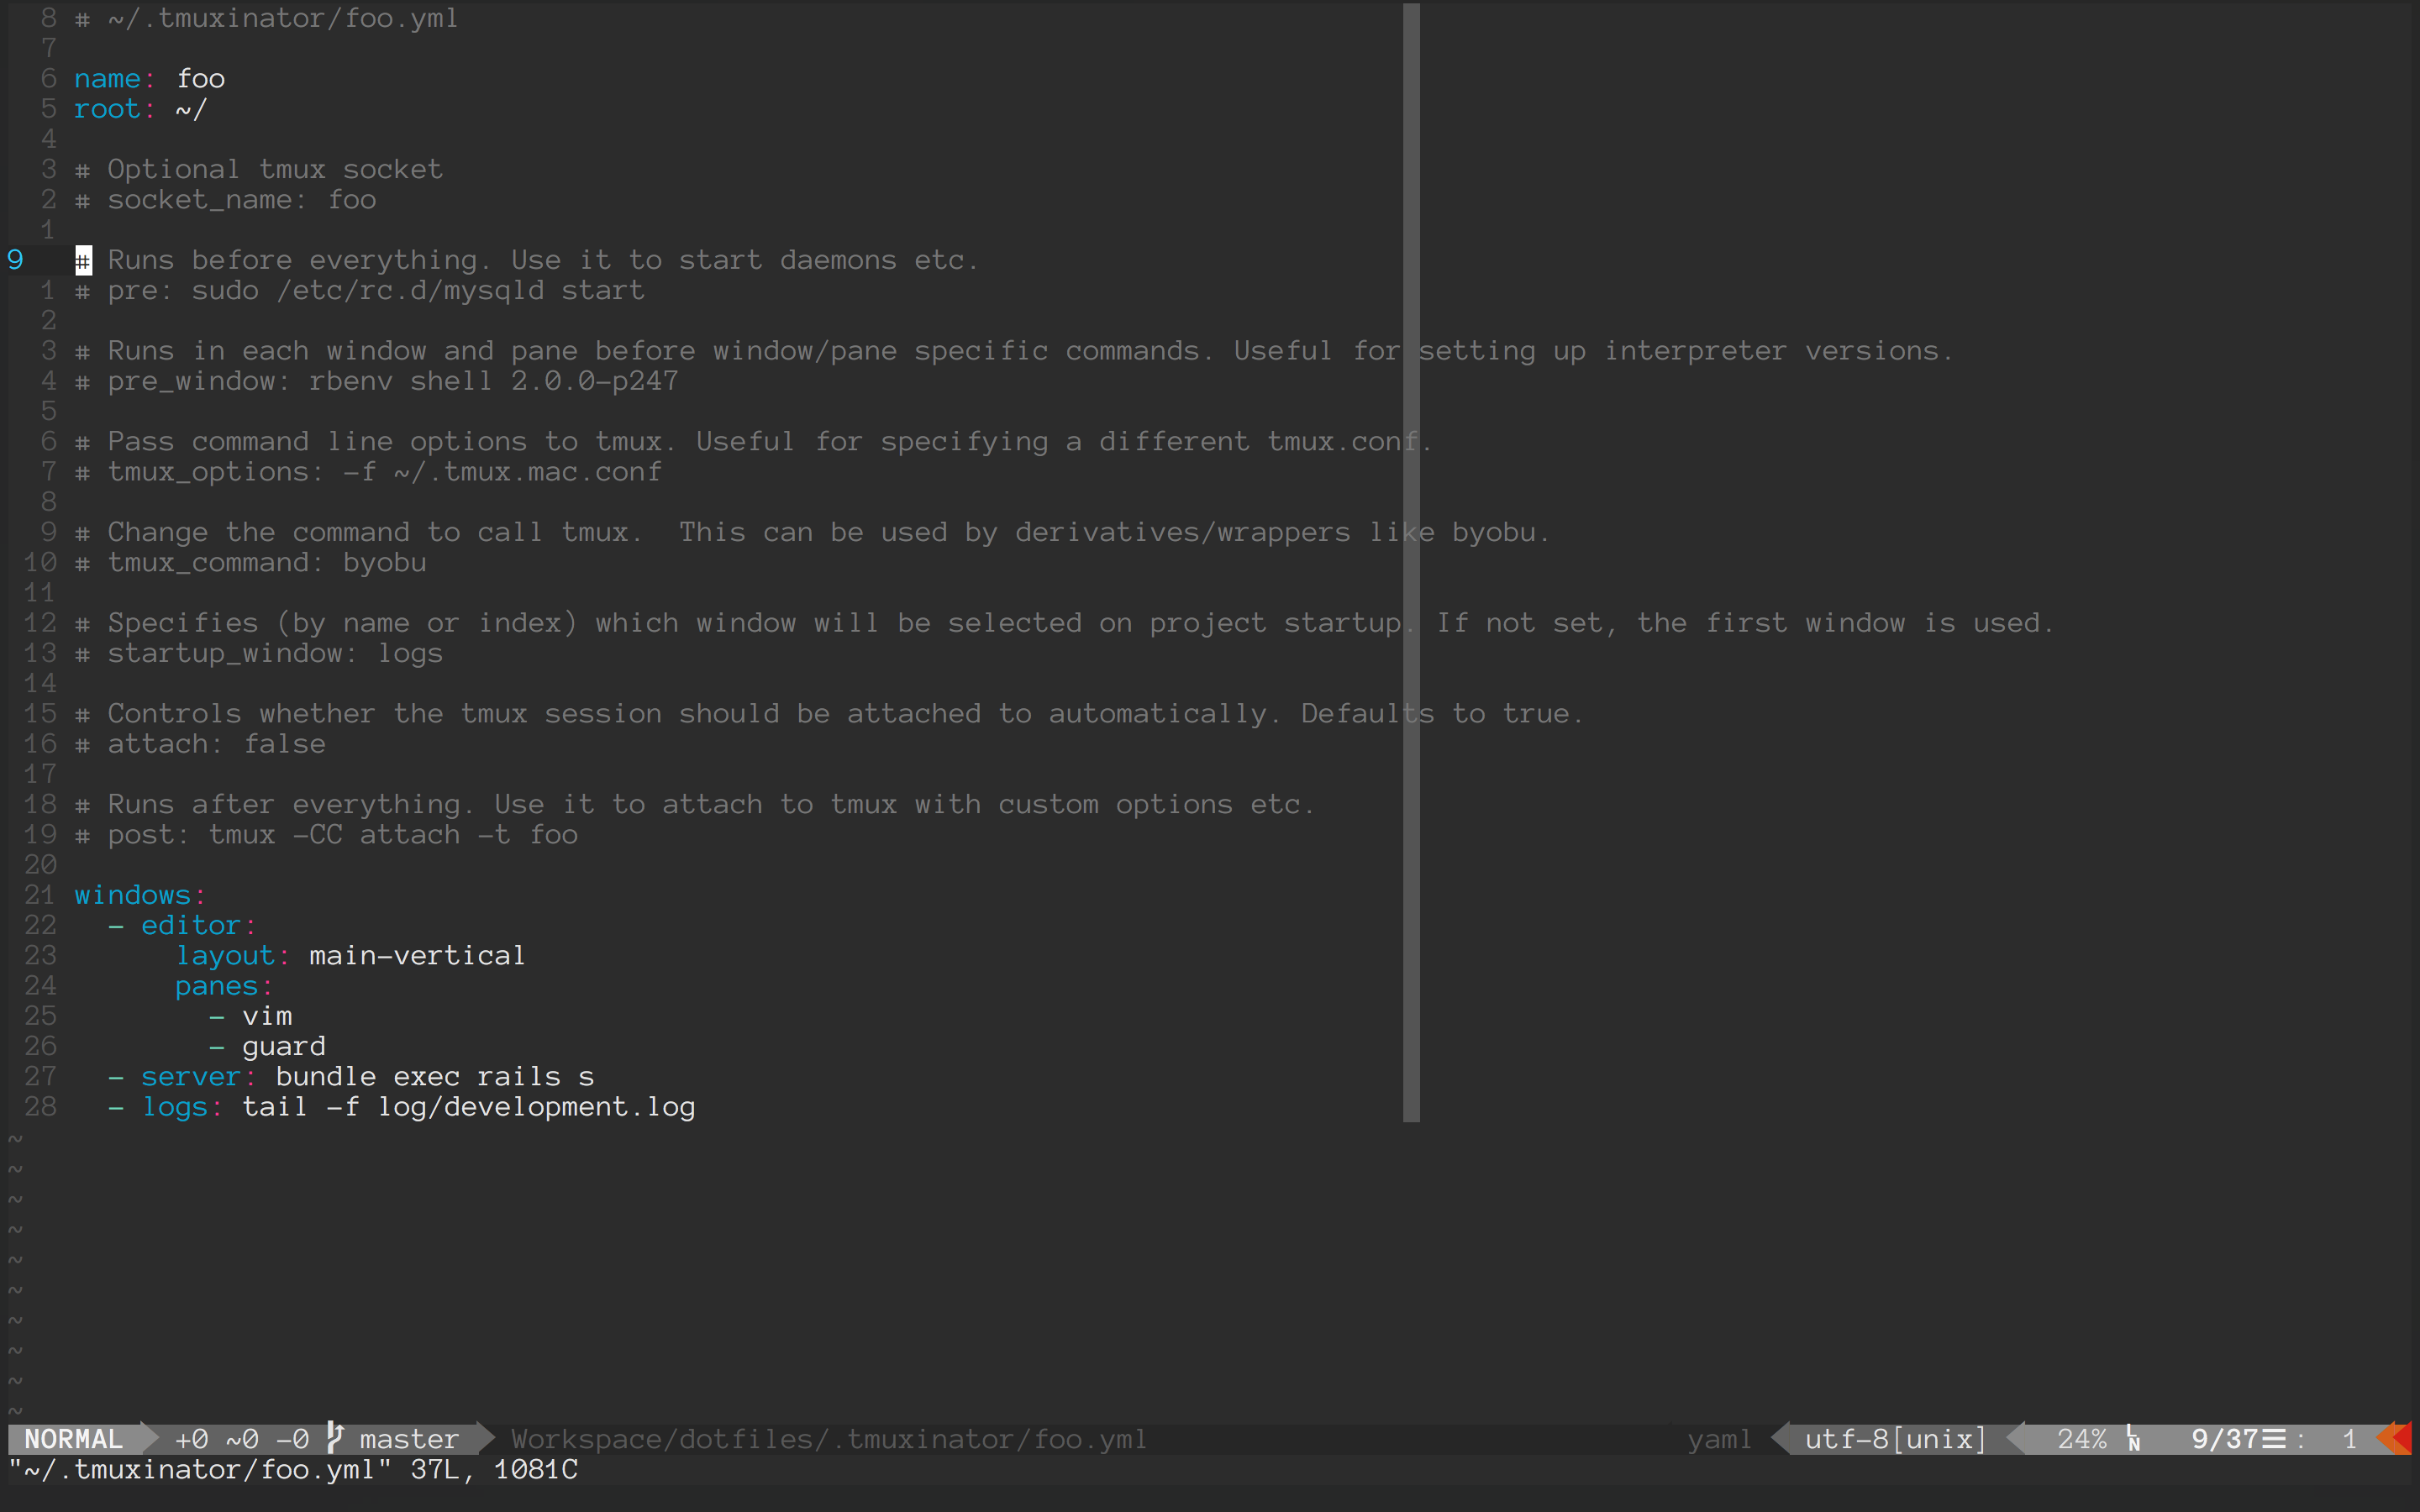 8 # ~/.tmuxinator/foo.yml
7
6 name: foo
5 root: ~/
4
3 # Optional tmux socket
2 # socket_name: foo
1
9 # Runs before everything. Use it to start daemons etc.
1 # pre: sudo /etc/rc.d/mysqld start
2
3 # Runs in each window and pane before window/pane specific commands. Useful for setting up interpreter versions.
4 # pre_window: rbenv shell 2.0.0-p247
5
6 # Pass command line options to tmux. Useful for specifying a different tmux.conf.
7 # tmux_options: -f ~/.tmux.mac.conf
8
9 # Change the command to call tmux.  This can be used by derivatives/wrappers like byobu.
10 # tmux_command: byobu
11
12 # Specifies (by name or index) which window will be selected on project startup. If not set, the first window is used.
13 # startup_window: logs
14
15 # Controls whether the tmux session should be attached to automatically. Defaults to true.
16 # attach: false
17
18 # Runs after everything. Use it to attach to tmux with custom options etc.
19 # post: tmux -CC attach -t foo
20
21 windows:
22   - editor:
23       layout: main-vertical
24       panes:
25         - vim
26         - guard
27   - server: bundle exec rails s
28   - logs: tail -f log/development.log
~
~
~
~
~
~
~
~
~
~
NORMAL +0 ~0 -0 master Workspace/dotfiles/.tmuxinator/foo.yml yaml utf-8[unix] 24% LN 9/37☰ : 1
"~/.tmuxinator/foo.yml" 37L, 1081C